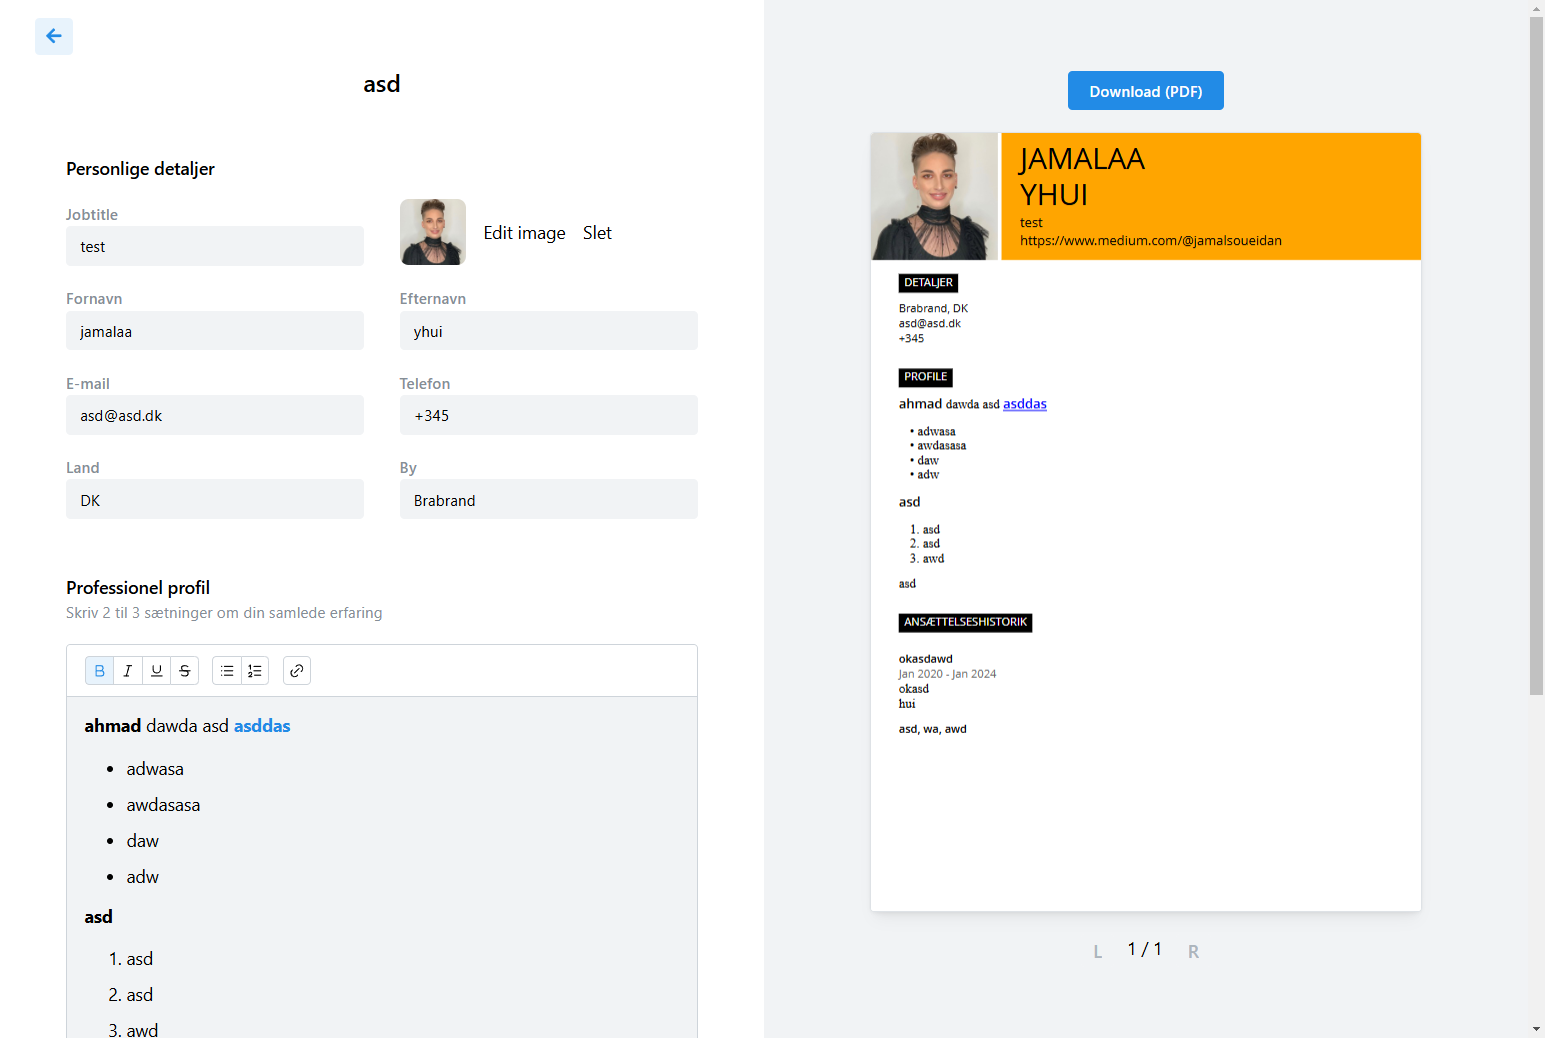 asd
Personlige detaljer
Jobtitle
test
Edit image Slet
Fornavn
jamalaa
Efternavn
yhui
E-mail
asd@asd.dk
Telefon
+345
Land
DK
By
Brabrand
Professionel profil
Skriv 2 til 3 sætninger om din samlede erfaring
B I U S
ahmad dawda asd asddas
• adwasa
• awdasasa
• daw
• adw
asd
1. asd
2. asd
3. awd
Download (PDF)
JAMALAA
YHUI
test
https://www.medium.com/@jamalsoueidan
DETALJER
Brabrand, DK
asd@asd.dk
+345
PROFILE
ahmad dawda asd asddas
• adwasa
• awdasasa
• daw
• adw
asd
1. asd
2. asd
3. awd
asd
ANSÆTTELSESHISTORIK
okasdawd
Jan 2020 - Jan 2024
okasd
hui
asd, wa, awd
L 1 / 1 R